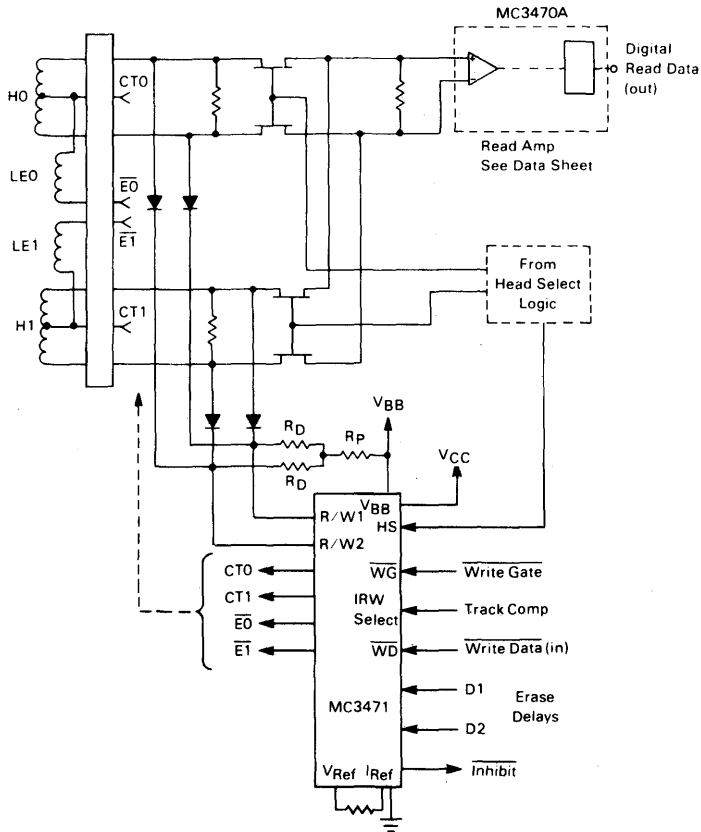 MC3470A
Digital
Read Data
(out)
Read Amp
See Data Sheet
H0
CT0
LE0
E0
E1
LE1
H1
CT1
From
Head Select
Logic
VBB
VCC
RD
RP
RD
VBB
HS
R/W1
R/W2
CT0
CT1
E0
E1
WG
Write Gate
IRW
Select
Track Comp
WD
Write Data (in)
D1
D2
Erase
Delays
MC3471
VRef
IRef
Inhibit